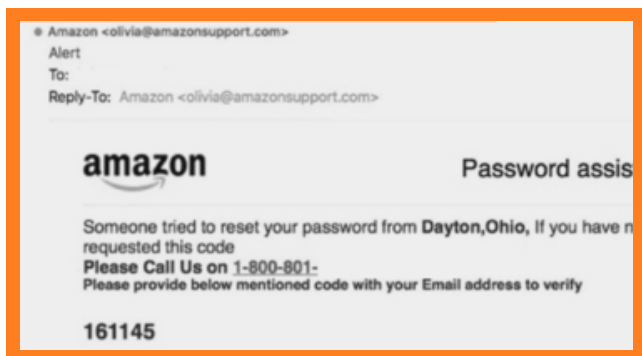 Amazon <olivia@amazonsupport.com>
Alert
To:
Reply-To: Amazon <olivia@amazonsupport.com>
amazon
Password assis
Someone tried to reset your password from Dayton,Ohio, If you have n
requested this code
Please Call Us on 1-800-801-
Please provide below mentioned code with your Email address to verify
161145